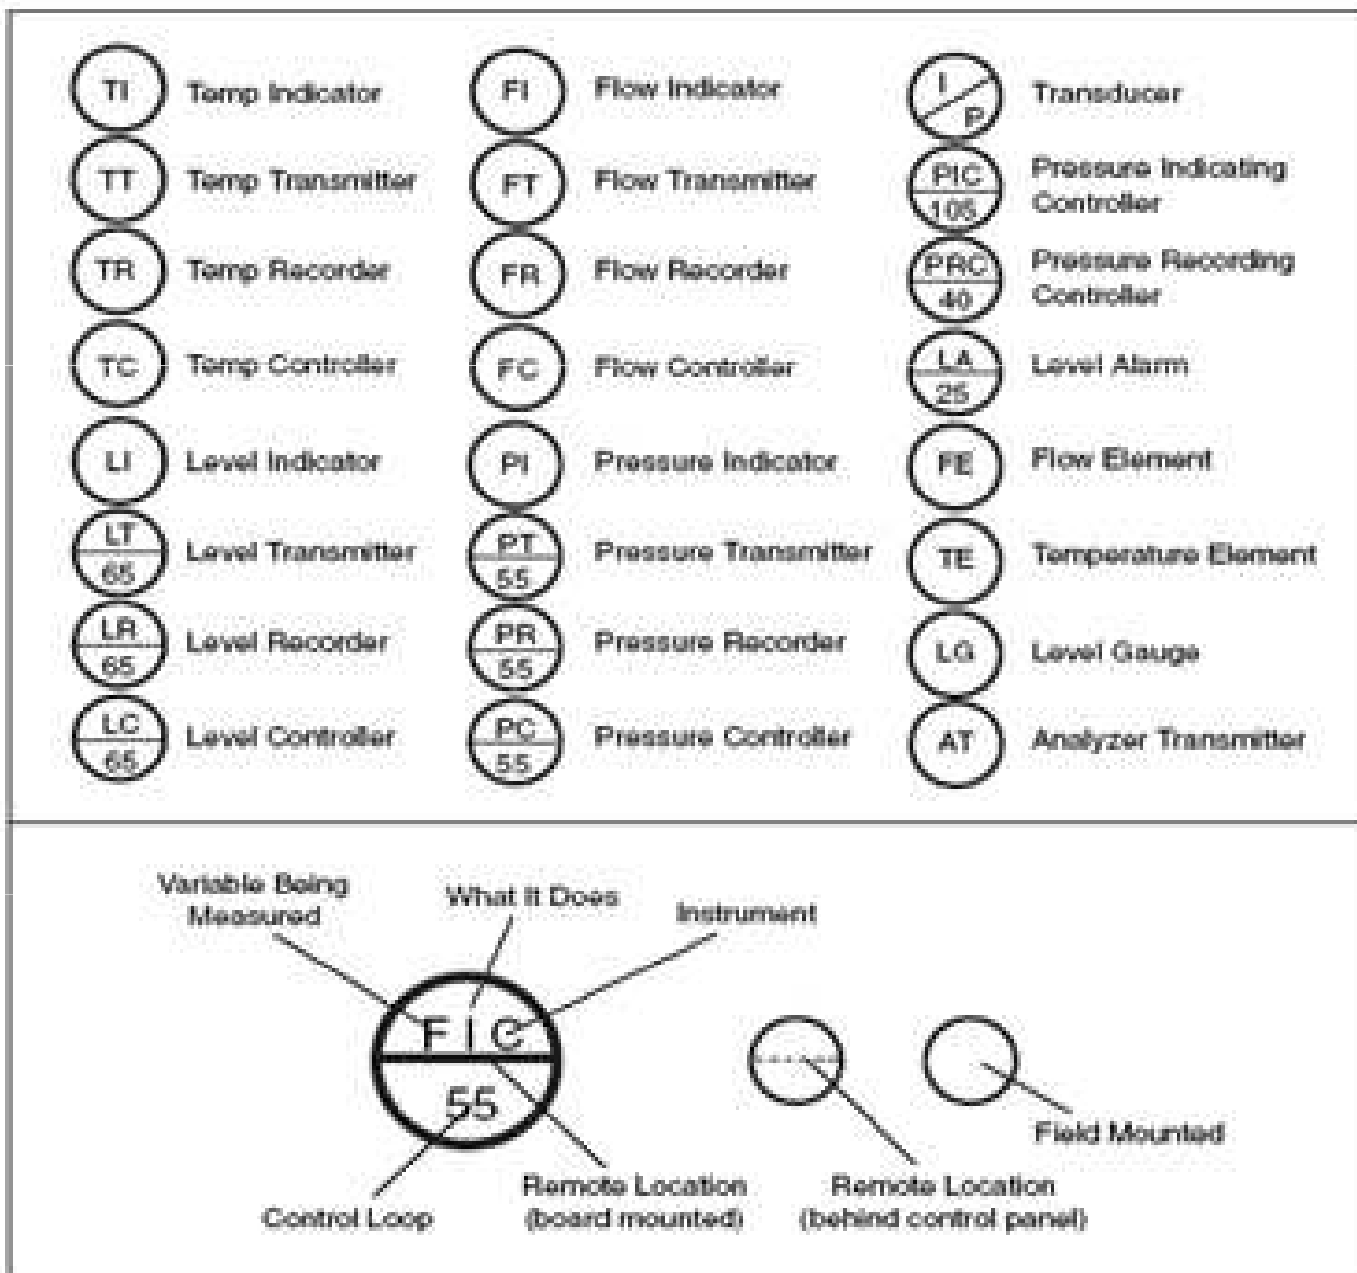 TI Temp Indicator
TT Temp Transmitter
TR Temp Recorder
TC Temp Controller
LI Level Indicator
LT
65
Level Transmitter
LR
65
Level Recorder
LC
65
Level Controller
FI Flow Indicator
FT Flow Transmitter
FR Flow Recorder
FC Flow Controller
PI Pressure Indicator
PT
55
Pressure Transmitter
PR
55
Pressure Recorder
PC
55
Pressure Controller
I
P
Transducer
PIC
105
Pressure Indicating
Controller
PRC
40
Pressure Recording
Controller
LA
25
Level Alarm
FE Flow Element
TE Temperature Element
LG Level Gauge
AT Analyzer Transmitter
Variable Being
Measured
What It Does
Instrument
F I C
55
Control Loop
Remote Location
(board mounted)
Remote Location
(behind control panel)
Field Mounted